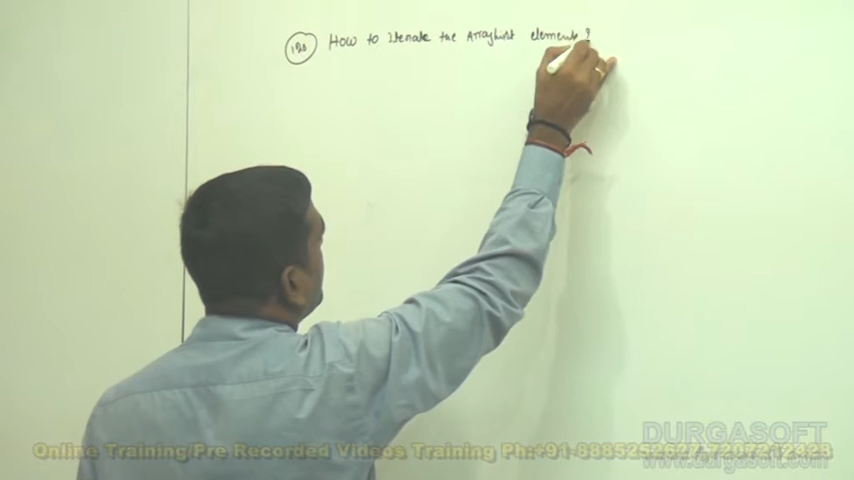 120 How to Iterate the Arraylist elements ?
DURGASOFT
www.durgasoft.com
Online Training/Pre Recorded Videos Training Ph:+91-8885252627,7207212428